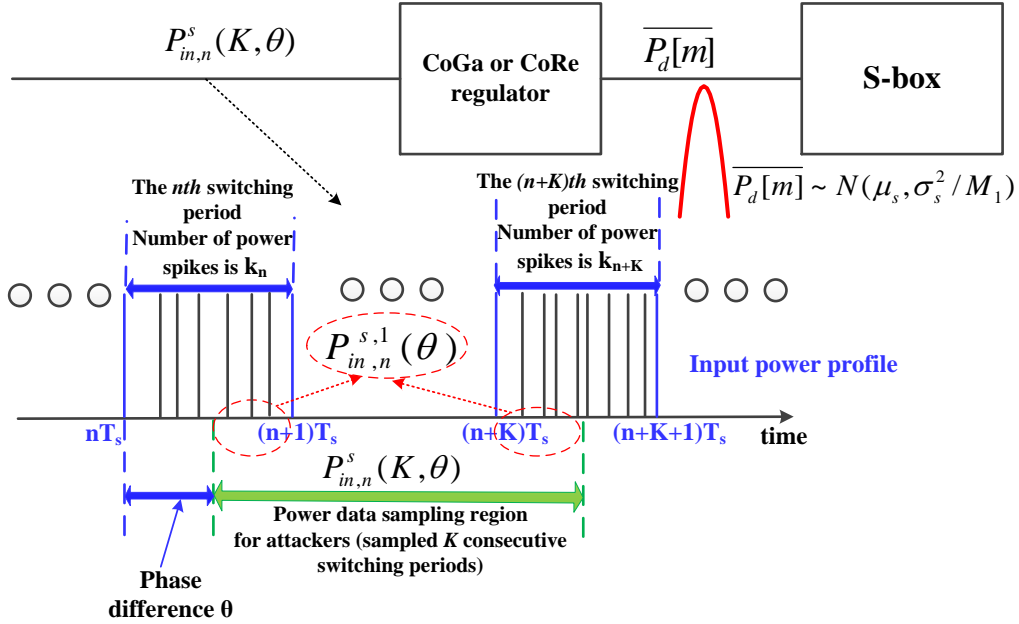 P^s_{in,n}(K,θ)
CoGa or CoRe
regulator
\overline{P_d[m]}
S-box
\overline{P_d[m]} ~ N(μ_s,σ_s^2/M_1)
The nth switching
period
Number of power
spikes is k_n
The (n+K)th switching
period
Number of power
spikes is k_{n+K}
P^{s,1}_{in,n}(θ)
Input power profile
nT_s
(n+1)T_s
(n+K)T_s
(n+K+1)T_s
time
P^s_{in,n}(K,θ)
Power data sampling region
for attackers (sampled K consecutive
switching periods)
Phase
difference θ